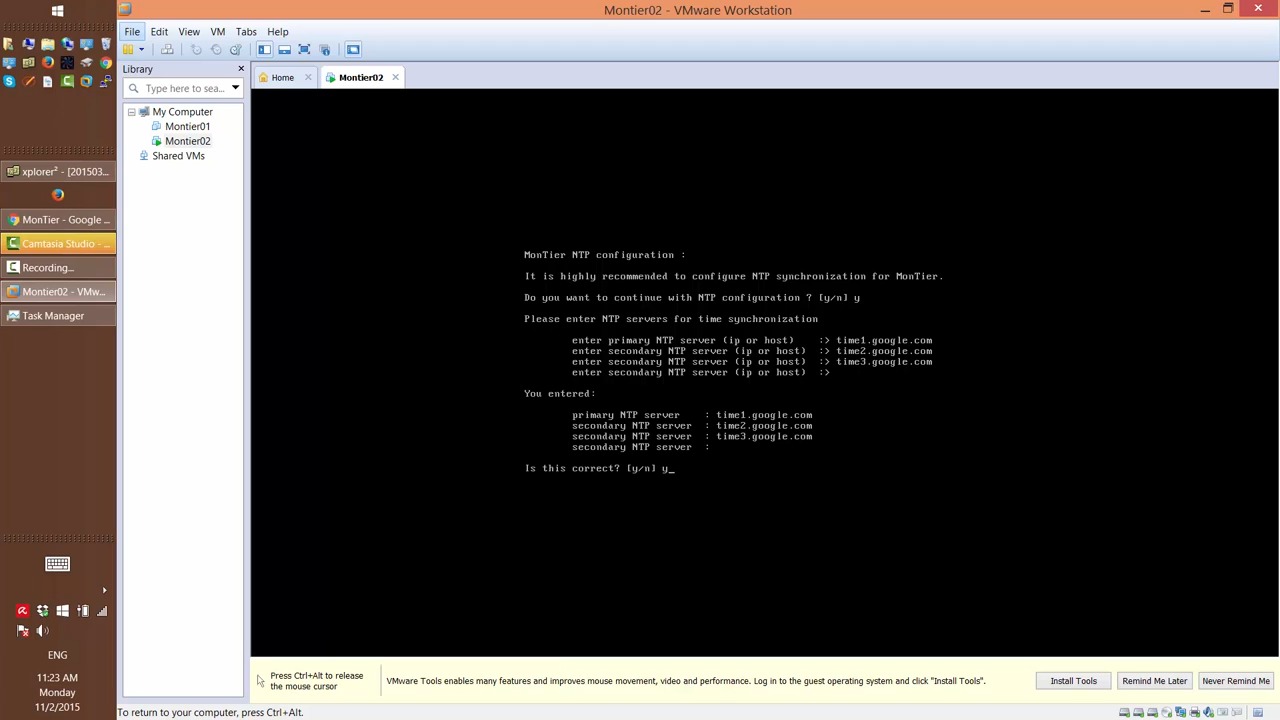 Montier02 - VMware Workstation
File Edit View VM Tabs Help
Library
Type here to sea...
My Computer
Montier01
Montier02
Shared VMs
Home
Montier02
xplorer² - [201503...
MonTier - Google ...
Camtasia Studio - ...
Recording...
Montier02 - VMw...
Task Manager
ENG
11:23 AM
Monday
11/2/2015
MonTier NTP configuration :
It is highly recommended to configure NTP synchronization for MonTier.
Do you want to continue with NTP configuration ? [y/n] y
Please enter NTP servers for time synchronization
enter primary NTP server (ip or host) :> time1.google.com
enter secondary NTP server (ip or host) :> time2.google.com
enter secondary NTP server (ip or host) :> time3.google.com
enter secondary NTP server (ip or host) :>
You entered:
primary NTP server : time1.google.com
secondary NTP server : time2.google.com
secondary NTP server : time3.google.com
secondary NTP server :
Is this correct? [y/n] y_
Press Ctrl+Alt to release
the mouse cursor
VMware Tools enables many features and improves mouse movement, video and performance. Log in to the guest operating system and click "Install Tools".
Install Tools
Remind Me Later
Never Remind Me
To return to your computer, press Ctrl+Alt.